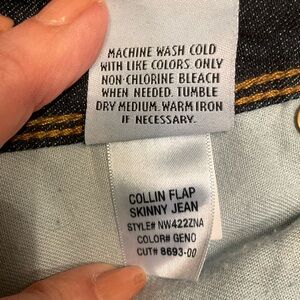 MACHINE WASH COLD
WITH LIKE COLORS. ONLY
NON-CHLORINE BLEACH
WHEN NEEDED. TUMBLE
DRY MEDIUM. WARM IRON
IF NECESSARY.
COLLIN FLAP
SKINNY JEAN
STYLE# NW422ZNA
COLOR# GENO
CUT# 8693-00